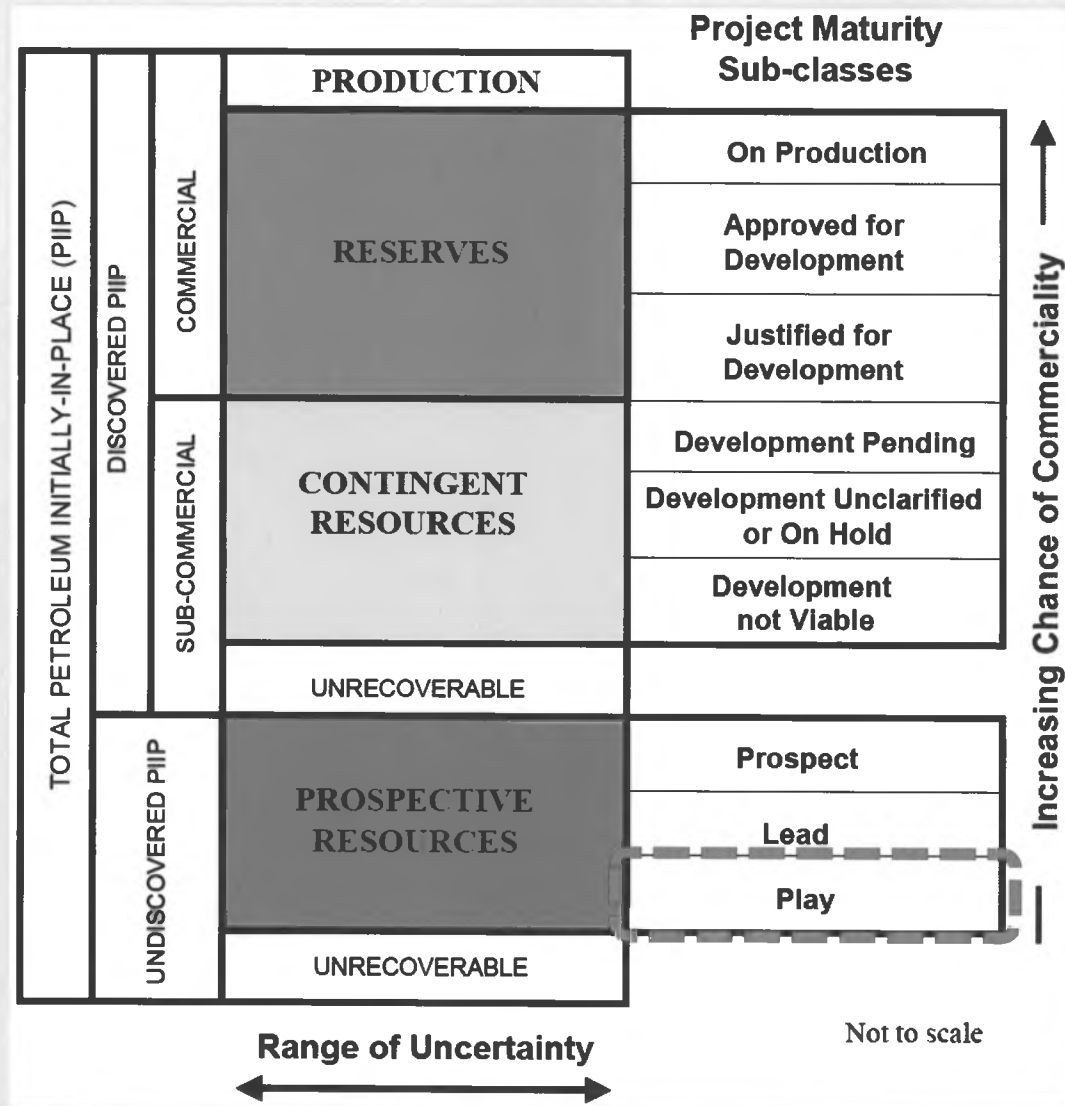 Project Maturity
Sub-classes
TOTAL PETROLEUM INITIALLY-IN-PLACE (PIIP)
DISCOVERED PIIP
COMMERCIAL
PRODUCTION
RESERVES
On Production
Approved for
Development
Justified for
Development
SUB-COMMERCIAL
CONTINGENT
RESOURCES
Development Pending
Development Unclarified
or On Hold
Development
not Viable
UNRECOVERABLE
UNDISCOVERED PIIP
PROSPECTIVE
RESOURCES
Prospect
Lead
Play
UNRECOVERABLE
Increasing Chance of Commerciality
Range of Uncertainty
Not to scale